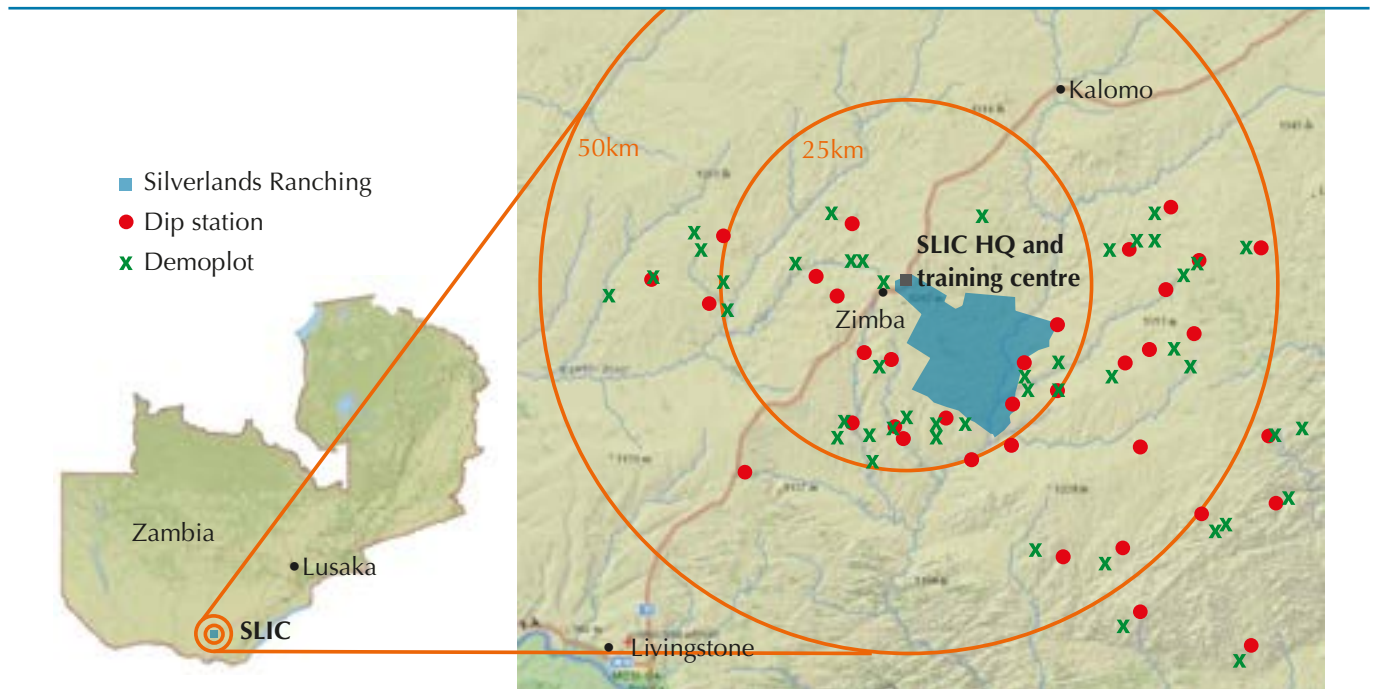 50km
25km
Kalomo
Silverlands Ranching
Dip station
x Demoplot
SLIC HQ and
training centre
Zimba
Zambia
Lusaka
SLIC
Livingstone